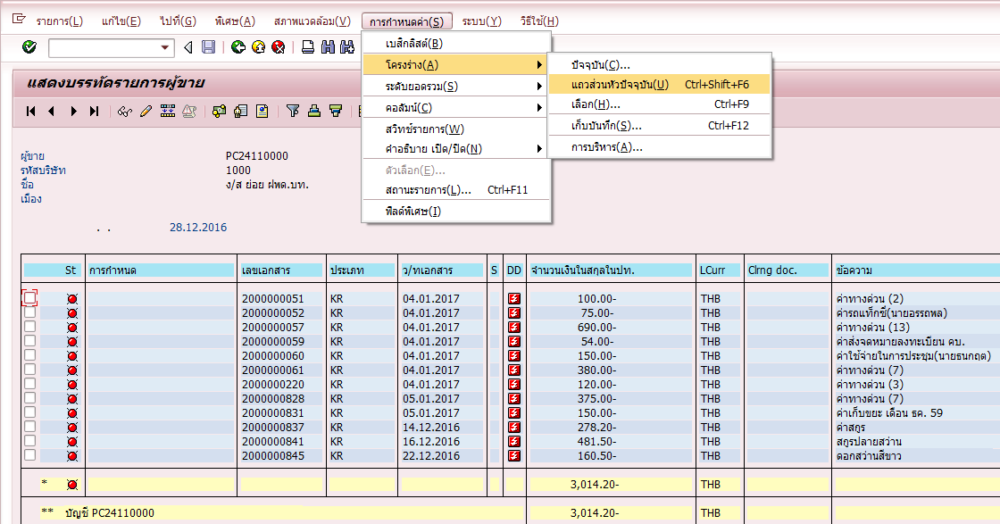 รายการ(L) แก้ไข(E) ไปที่(G) พิเศษ(A) สภาพแวดล้อม(V) การกำหนดค่า(S) ระบบ(Y) วิธีใช้(H)
เบสิกลิสต์(B)
โครงร่าง(A)
ระดับยอดรวม(S)
คอลัมน์(C)
สวิทช์รายการ(W)
คำอธิบาย เปิด/ปิด(N)
ตัวเลือก(E)...
สถานะรายการ(L)... Ctrl+F11
ฟิลด์พิเศษ(I)
ปัจจุบัน(C)...
แถวส่วนหัวปัจจุบัน(U) Ctrl+Shift+F6
เลือก(H)... Ctrl+F9
เก็บบันทึก(S)... Ctrl+F12
การบริหาร(A)...
แสดงบรรทัดรายการผู้ขาย
ผู้ขาย PC24110000
รหัสบริษัท 1000
ชื่อ ง/ส ย่อย ฝพด.บท.
เมือง
. . 28.12.2016
St การกำหนด เลขเอกสาร ประเภท ว/ทเอกสาร S DD จำนวนเงินในสกุลในปท. LCurr Clrng doc. ข้อความ
2000000051 KR 04.01.2017 100.00- THB ค่าทางด่วน (2)
2000000052 KR 04.01.2017 75.00- THB ค่ารถแท็กซี่(นายอรรถพล)
2000000057 KR 04.01.2017 690.00- THB ค่าทางด่วน (13)
2000000059 KR 04.01.2017 54.00- THB ค่าส่งจดหมายลงทะเบียน คบ.
2000000060 KR 04.01.2017 150.00- THB ค่าใช้จ่ายในการประชุม(นายธนกฤต)
2000000061 KR 04.01.2017 380.00- THB ค่าทางด่วน (7)
2000000220 KR 04.01.2017 120.00- THB ค่าทางด่วน (3)
2000000828 KR 05.01.2017 375.00- THB ค่าทางด่วน (7)
2000000831 KR 05.01.2017 150.00- THB ค่าเก็บขยะ เดือน ธค. 59
2000000837 KR 14.12.2016 278.20- THB ค่าสกรู
2000000841 KR 16.12.2016 481.50- THB สกรูปลายสว่าน
2000000845 KR 22.12.2016 160.50- THB ดอกสว่านสีขาว
* 3,014.20- THB
** บัญชี PC24110000 3,014.20- THB